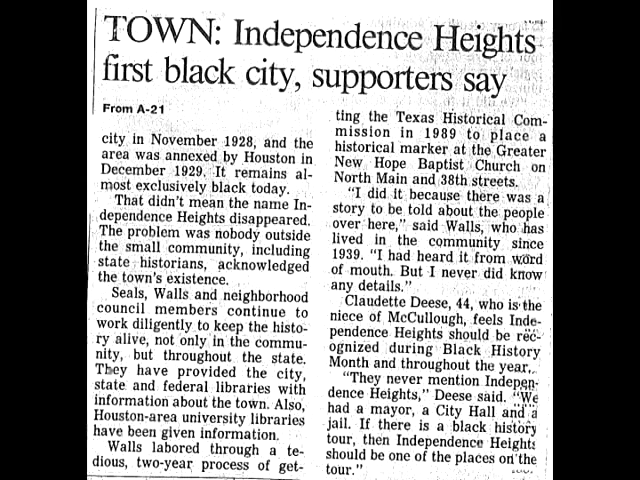 TOWN: Independence Heights
first black city, supporters say
From A-21
city in November 1928, and the
area was annexed by Houston in
December 1929. It remains al-
most exclusively black today.
That didn't mean the name In-
dependence Heights disappeared.
The problem was nobody outside
the small community, including
state historians, acknowledged
the town's existence.
Seals, Walls and neighborhood
council members continue to
work diligently to keep the histo-
ry alive, not only in the commu-
nity, but throughout the state.
They have provided the city,
state and federal libraries with
information about the town. Also,
Houston-area university libraries
have been given information.
Walls labored through a te-
dious, two-year process of get-
ting the Texas Historical Com-
mission in 1989 to place a
historical marker at the Greater
New Hope Baptist Church on
North Main and 38th streets.
"I did it because there was a
story to be told about the people
over here," said Walls, who has
lived in the community since
1939. "I had heard it from word
of mouth. But I never did know
any details."
Claudette Deese, 44, who is the
niece of McCullough, feels Inde-
pendence Heights should be rec-
ognized during Black History
Month and throughout the year.
"They never mention Indepen-
dence Heights," Deese said. "We
had a mayor, a City Hall and a
jail. If there is a black history
tour, then Independence Heights
should be one of the places on the
tour."